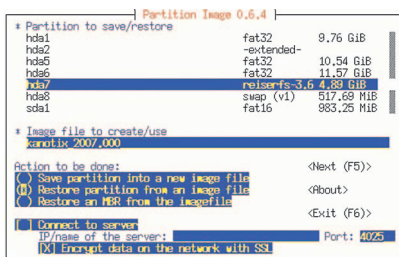 Partition Image 0.6.4
* Partition to save/restore
hda1 fat32 9.76 GiB
hda2 -extended-
hda5 fat32 10.54 GiB
hda6 fat32 11.57 GiB
hda7 reiserfs-3.6 4.89 GiB
hda8 swap (v1) 517.69 MiB
sda1 fat16 983.25 MiB
* Image file to create/use
kanotix 2007.000
Action to be done: <Next (F5)>
( ) Save partition into a new image file
(*) Restore partition from an image file <About>
( ) Restore an MBR from the imagefile
<Exit (F6)>
[ ] Connect to server
IP/name of the server: Port: 4025
[X] Encrypt data on the network with SSL